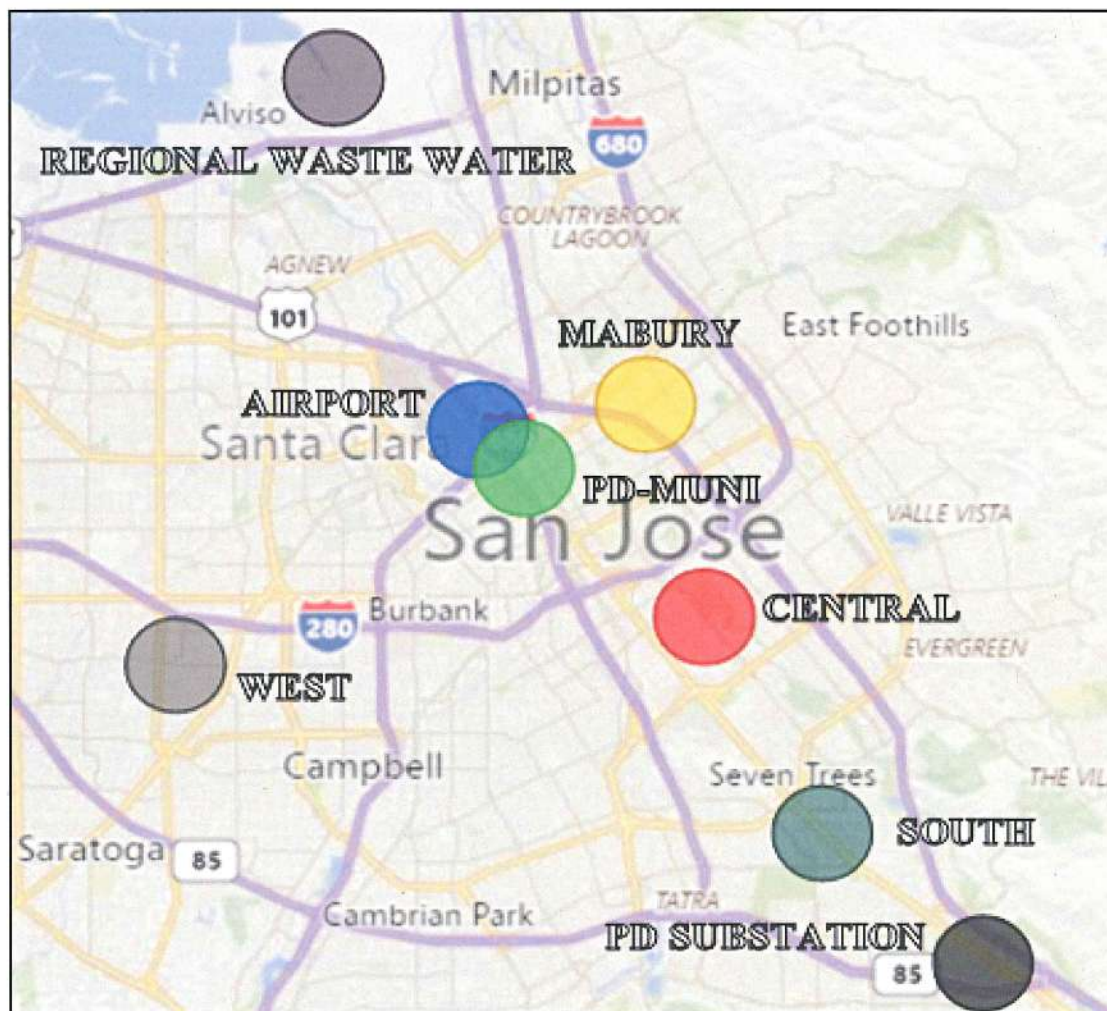 Milpitas
Alviso
680
REGIONAL WASTE WATER
COUNTRYBROOK
LAGOON
AGNEW
101
East Foothills
MABURY
AIRPORT
Santa Clara
PD-MUNI
San Jose
VALLE VISTA
CENTRAL
Burbank
280
EVERGREEN
WEST
Campbell
Seven Trees
THE VIL
SOUTH
Saratoga
85
TATRA
Cambrian Park
PD SUBSTATION
85